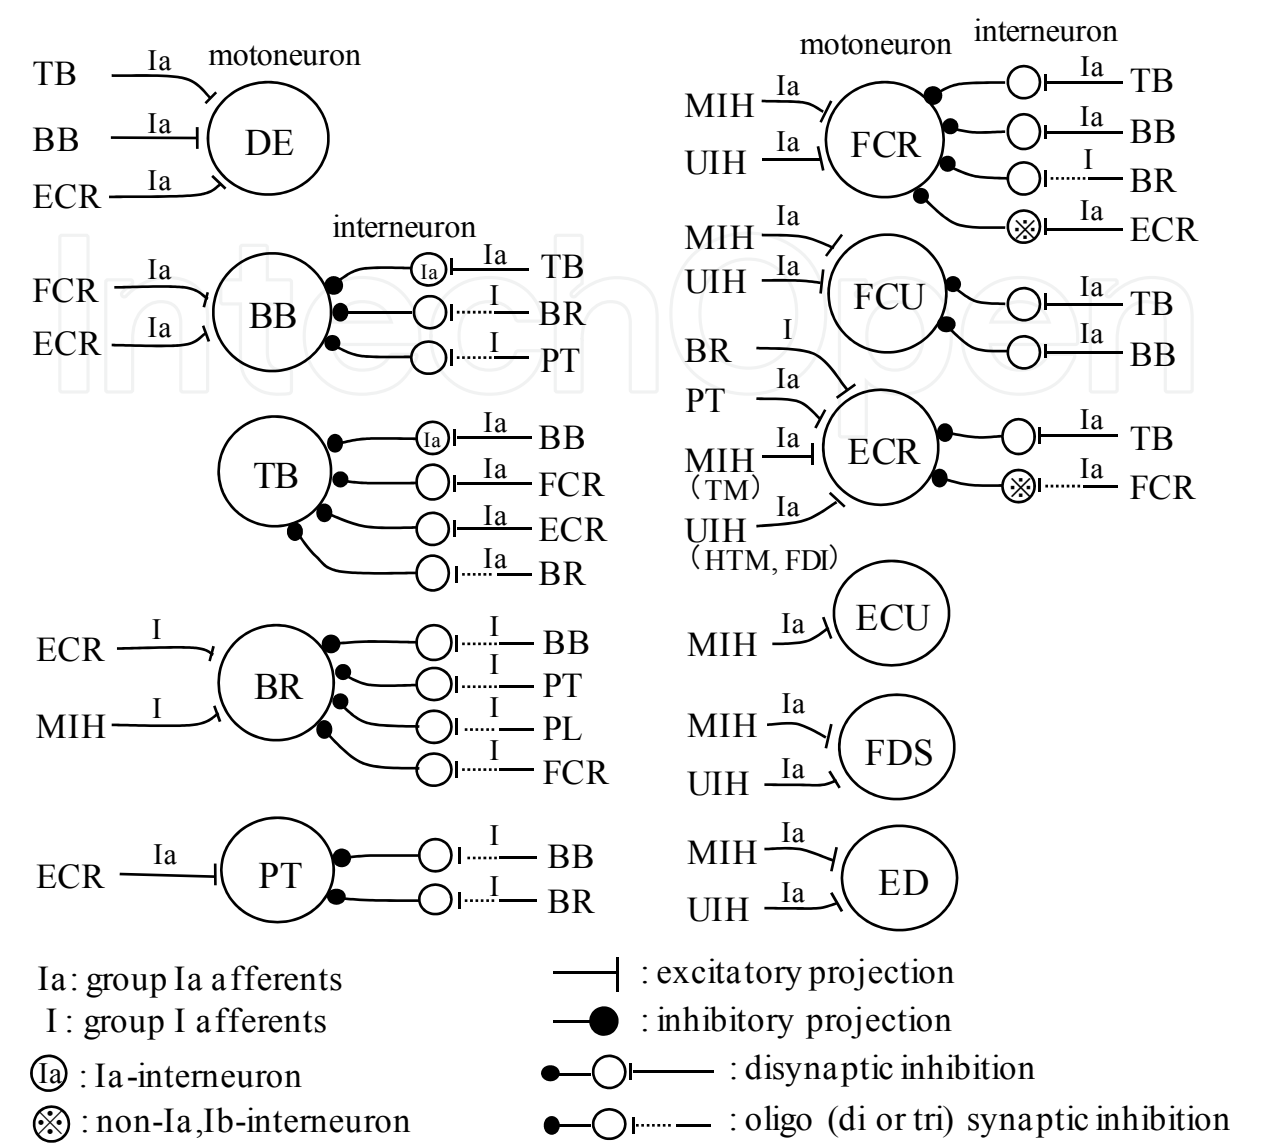 motoneuron
TB Ia
BB Ia DE
ECR Ia
interneuron
FCR Ia BB Ia Ia TB
ECR Ia I BR
I PT
TB Ia Ia BB
Ia FCR
Ia ECR
Ia BR
ECR I BR I BB
MIH I I PT
I PL
I FCR
ECR Ia PT I BB
I BR
motoneuron interneuron
MIH Ia FCR Ia TB
UIH Ia Ia BB
I BR
※ Ia ECR
MIH Ia FCU
UIH Ia Ia TB
Ia BB
BR I
PT Ia ECR Ia TB
MIH Ia
(TM) ※ Ia FCR
UIH Ia
(HTM, FDI)
MIH Ia ECU
MIH Ia FDS
UIH Ia
MIH Ia ED
UIH Ia
Ia: group Ia afferents
I : group I afferents
Ia : Ia-interneuron
※ : non-Ia,Ib-interneuron
: excitatory projection
: inhibitory projection
: disynaptic inhibition
: oligo (di or tri) synaptic inhibition
IntechOpen